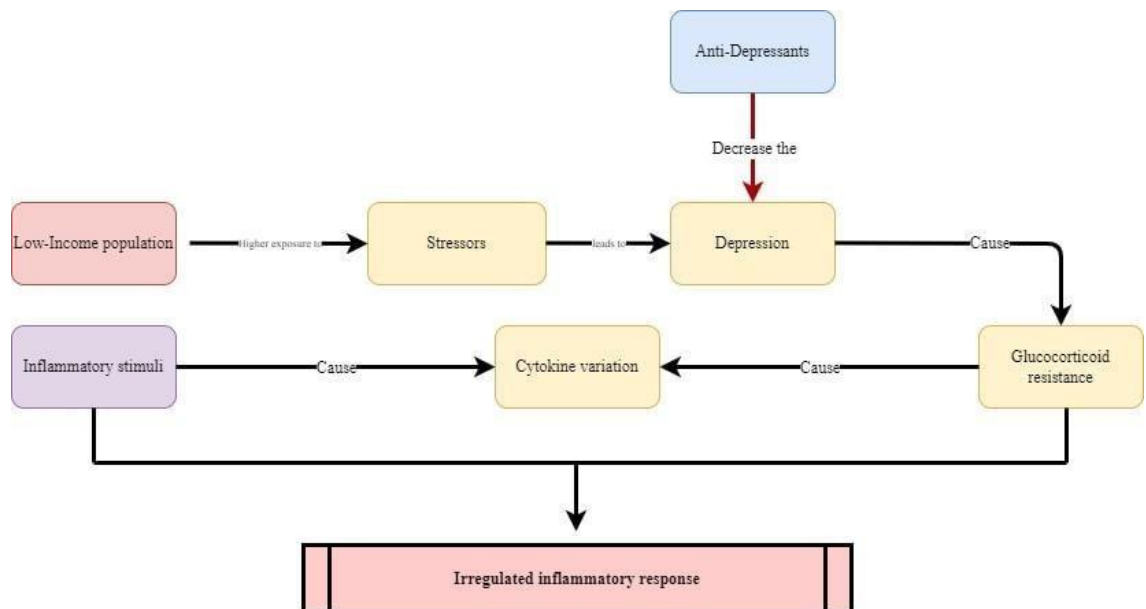 Anti-Depressants
Decrease the
Low-Income population
Higher exposure to
Stressors
leads to
Depression
Cause
Inflammatory stimuli
Cause
Cytokine variation
Cause
Glucocorticoid
resistance
Irregulated inflammatory response